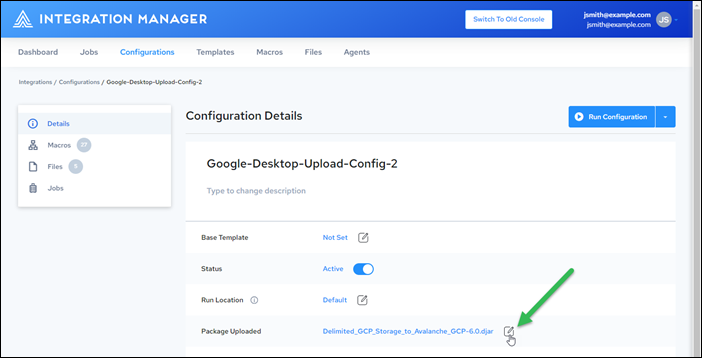 INTEGRATION MANAGER
Switch To Old Console
jsmith@example.com
jsmith@example.com
JS
Dashboard Jobs Configurations Templates Macros Files Agents
Integrations / Configurations / Google-Desktop-Upload-Config-2
Details
Macros 27
Files 5
Jobs
Configuration Details
Run Configuration
Google-Desktop-Upload-Config-2
Type to change description
Base Template Not Set
Status Active
Run Location Default
Package Uploaded Delimited_GCP_Storage_to_Avalanche_GCP-6.0.djar